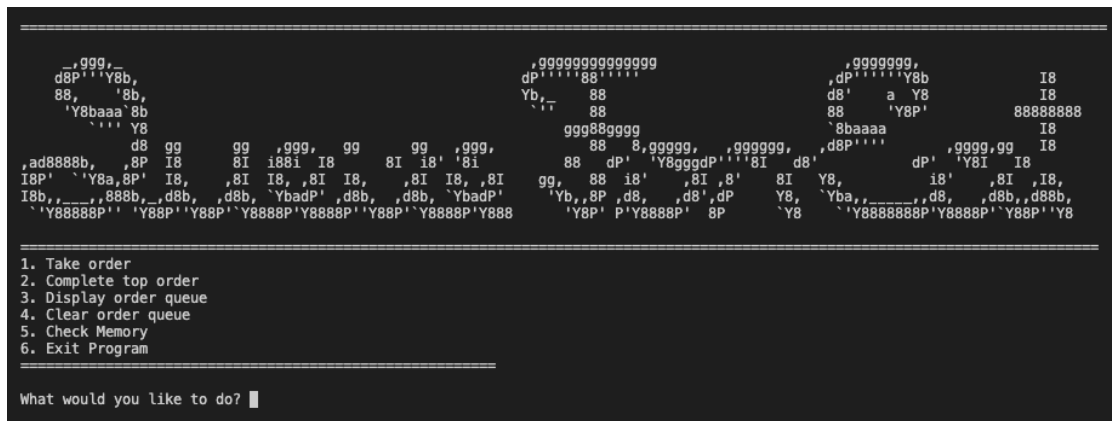 1. Take order
2. Complete top order
3. Display order queue
4. Clear order queue
5. Check Memory
6. Exit Program
What would you like to do?